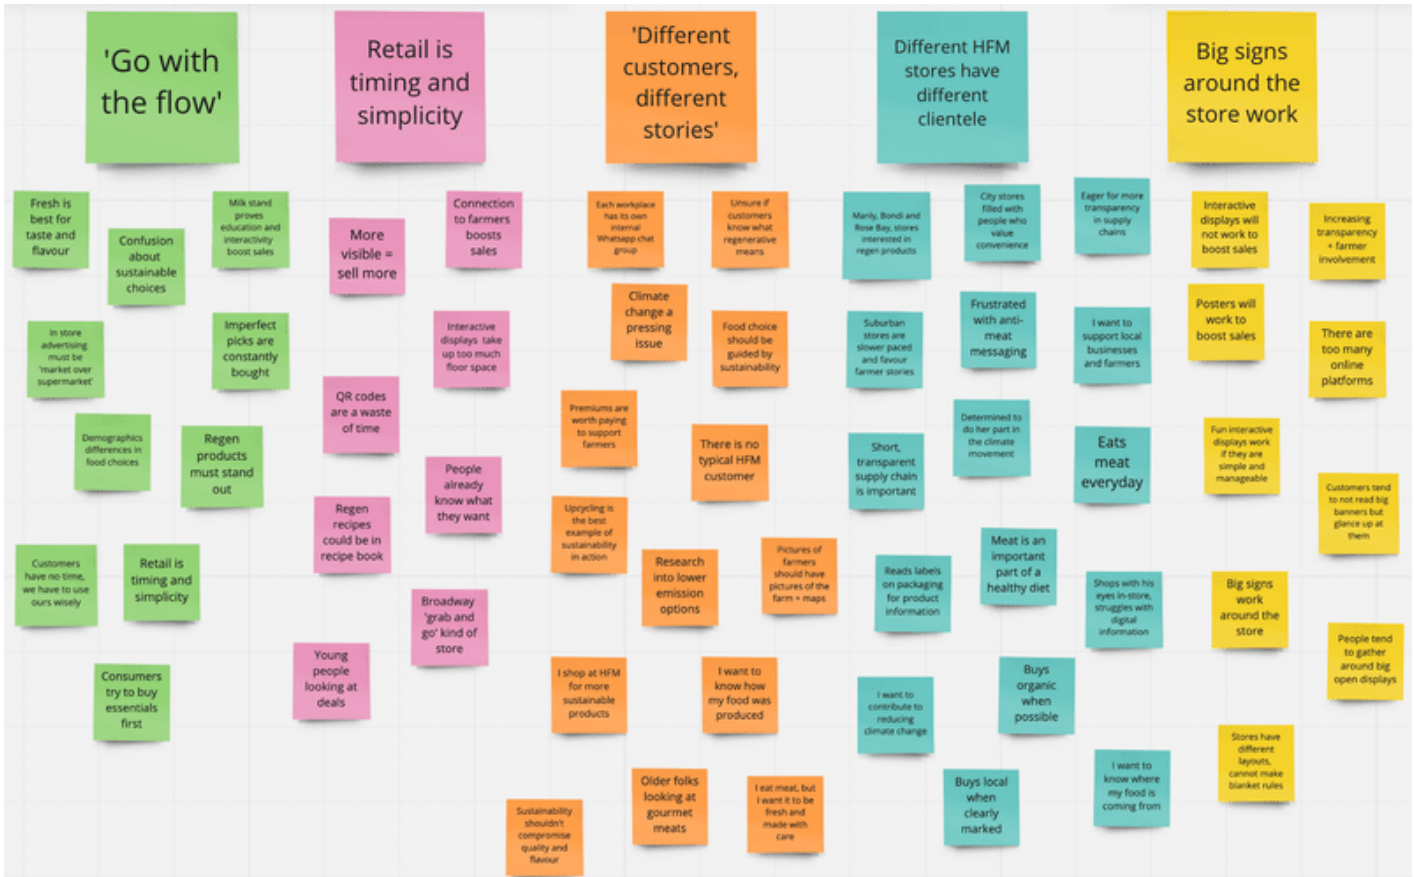 'Go with
the flow'
Retail is
timing and
simplicity
'Different
customers,
different
stories'
Different HFM
stores have
different
clientele
Big signs
around the
store work
Fresh is
best for
taste and
flavour
Confusion
about
sustainable
choices
Milk stand
proves
education and
interactivity
boost sales
In store
advertising
must be
'market over
supermarket'
Imperfect
picks are
constantly
bought
Demographics
differences in
food choices
Regen
products
must stand
out
Customers
have no time,
we have to use
ours wisely
Retail is
timing and
simplicity
Consumers
try to buy
essentials
first
More
visible =
sell more
Connection
to farmers
boosts
sales
Interactive
displays take
up too much
floor space
QR codes
are a waste
of time
People
already
know what
they want
Regen
recipes
could be in
recipe book
Broadway
'grab and
go' kind of
store
Young
people
looking at
deals
Each workplace
has its own
internal
Whatsapp chat
group
Unsure if
customers
know what
regenerative
means
Climate
change a
pressing
issue
Food choice
should be
guided by
sustainability
Premiums are
worth paying
to support
farmers
There is no
typical HFM
customer
Upcycling is
the best
example of
sustainability
in action
Research
into lower
emission
options
Pictures of
farmers
should have
pictures of the
farm + maps
I shop at HFM
for more
sustainable
products
I want to
know how
my food was
produced
Older folks
looking at
gourmet
meats
I eat meat, but
I want it to be
fresh and
made with
care
Sustainability
shouldn't
compromise
quality and
flavour
Manly, Bondi and
Rose Bay, stores
interested in
regen products
City stores
filled with
people who
value
convenience
Eager for more
transparency
in supply
chains
Suburban
stores are
slower paced
and favour
farmer stories
Frustrated
with anti-
meat
messaging
I want to
support local
businesses
and farmers
Short,
transparent
supply chain
is important
Determined to
do her part in
the climate
movement
Eats
meat
everyday
Reads labels
on packaging
for product
information
Meat is an
important
part of a
healthy diet
Shops with his
eyes in-store,
struggles with
digital
information
I want to
contribute to
reducing
climate change
Buys
organic
when
possible
Buys local
when
clearly
marked
I want to
know where
my food is
coming from
Interactive
displays will
not work to
boost sales
Increasing
transparency
+ farmer
involvement
Posters will
work to
boost sales
There are
too many
online
platforms
Fun interactive
displays work
if they are
simple and
manageable
Customers tend
to not read big
banners but
glance up at
them
Big signs
work
around the
store
People tend
to gather
around big
open displays
Stores have
different
layouts,
cannot make
blanket rules